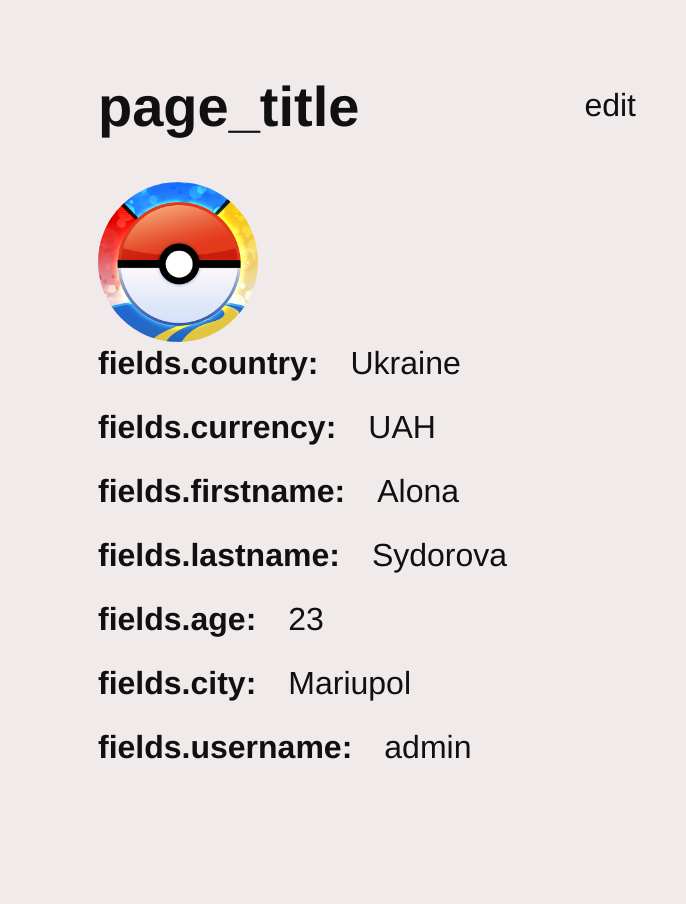 page_title edit
fields.country: Ukraine
fields.currency: UAH
fields.firstname: Alona
fields.lastname: Sydorova
fields.age: 23
fields.city: Mariupol
fields.username: admin